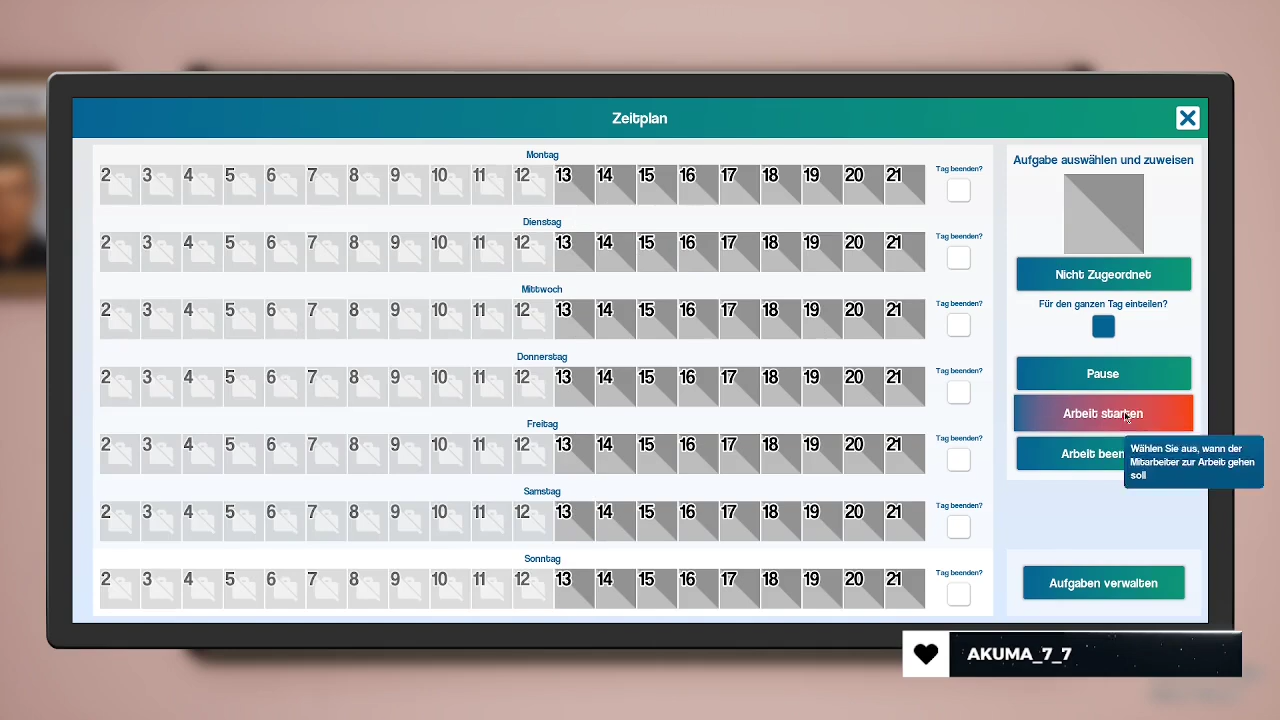 Zeitplan
Montag
2 3 4 5 6 7 8 9 10 11 12 13 14 15 16 17 18 19 20 21
Tag beenden?
Dienstag
2 3 4 5 6 7 8 9 10 11 12 13 14 15 16 17 18 19 20 21
Tag beenden?
Mittwoch
2 3 4 5 6 7 8 9 10 11 12 13 14 15 16 17 18 19 20 21
Tag beenden?
Donnerstag
2 3 4 5 6 7 8 9 10 11 12 13 14 15 16 17 18 19 20 21
Tag beenden?
Freitag
2 3 4 5 6 7 8 9 10 11 12 13 14 15 16 17 18 19 20 21
Tag beenden?
Samstag
2 3 4 5 6 7 8 9 10 11 12 13 14 15 16 17 18 19 20 21
Tag beenden?
Sonntag
2 3 4 5 6 7 8 9 10 11 12 13 14 15 16 17 18 19 20 21
Tag beenden?
Aufgabe auswählen und zuweisen
Nicht Zugeordnet
Für den ganzen Tag einteilen?
Pause
Arbeit starten
Arbeit been
Wählen Sie aus, wann der
Mitarbeiter zur Arbeit gehen
soll
Aufgaben verwalten
AKUMA_7_7